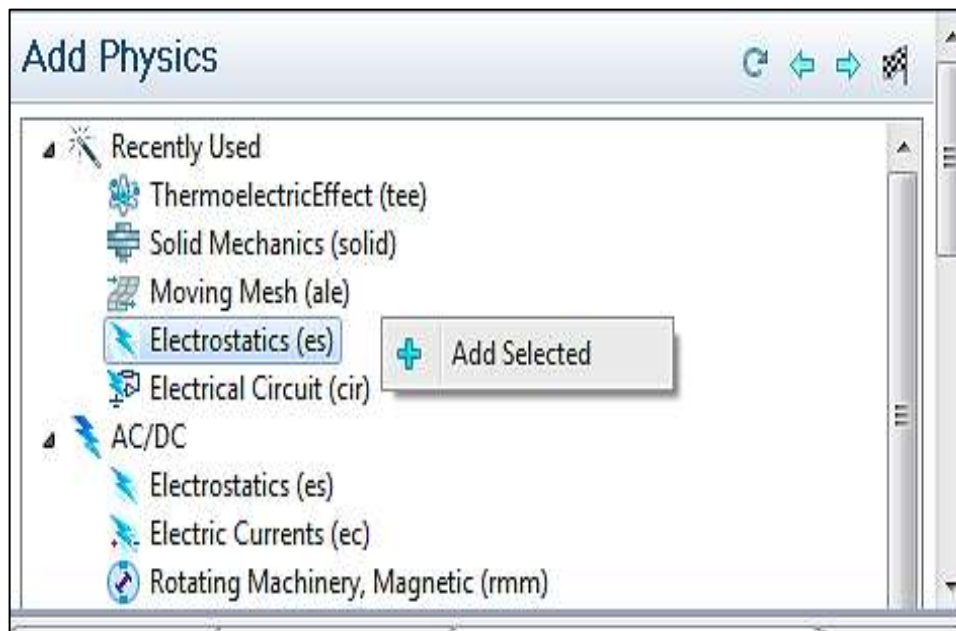 Add Physics
Recently Used
ThermoelectricEffect (tee)
Solid Mechanics (solid)
Moving Mesh (ale)
Electrostatics (es)
Add Selected
Electrical Circuit (cir)
AC/DC
Electrostatics (es)
Electric Currents (ec)
Rotating Machinery, Magnetic (rmm)